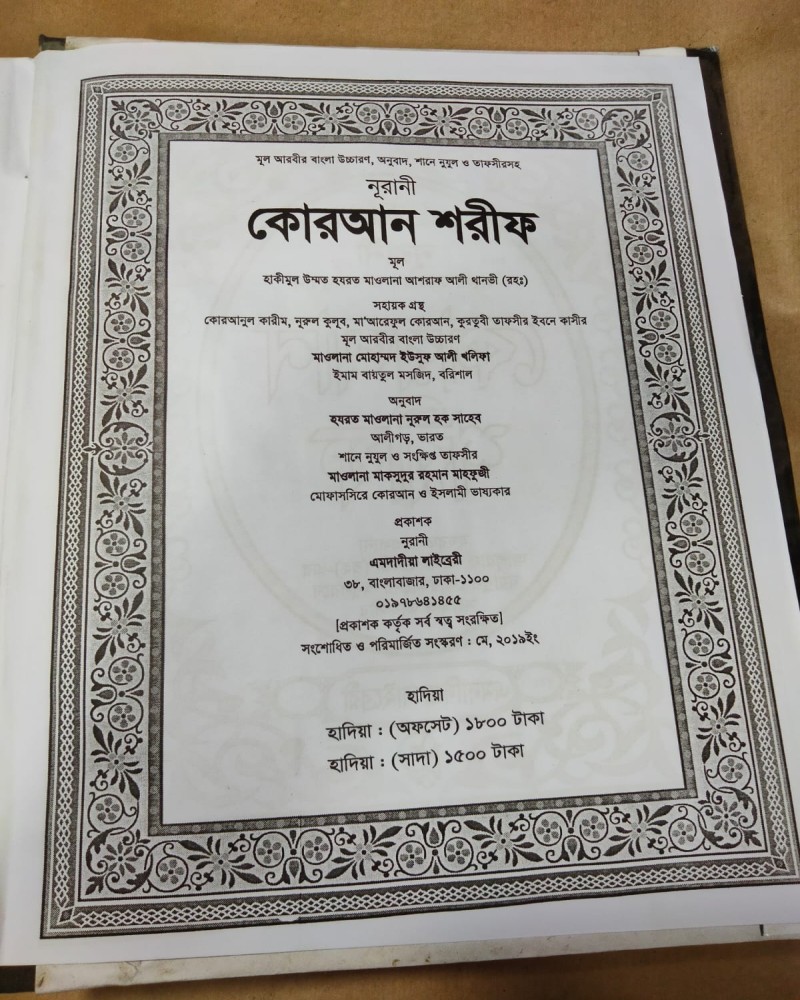 মূল আরবীর বাংলা উচ্চারণ, অনুবাদ, শানে নুযুল ও তাফসীরসহ
নূরানী
কোরআন শরীফ
মূল
হাকীমুল উম্মত হযরত মাওলানা আশরাফ আলী থানভী (রহঃ)
সহায়ক গ্রন্থ
কোরআনুল কারীম, নূরুল কুলূব, মা'আরেফুল কোরআন, কুরতুবী তাফসীর ইবনে কাসীর
মূল আরবীর বাংলা উচ্চারণ
মাওলানা মোহাম্মদ ইউসুফ আলী খলিফা
ইমাম বায়তুল মসজিদ, বরিশাল
অনুবাদ
হযরত মাওলানা নূরুল হক সাহেব
আলীগড়, ভারত
শানে নুযুল ও সংক্ষিপ্ত তাফসীর
মাওলানা মাকসুদুর রহমান মাহফুজী
মোফাসসিরে কোরআন ও ইসলামী ভাষ্যকার
প্রকাশক
নূরানী
এমদাদীয়া লাইব্রেরী
৩৮, বাংলাবাজার, ঢাকা-১১০০
০১৯৭৮৬৪১৪৫৫
[প্রকাশক কর্তৃক সর্ব স্বত্ব সংরক্ষিত]
সংশোধিত ও পরিমার্জিত সংস্করণ : মে, ২০১৯ইং
হাদিয়া
হাদিয়া : (অফসেট) ১৮০০ টাকা
হাদিয়া : (সাদা) ১৫০০ টাকা